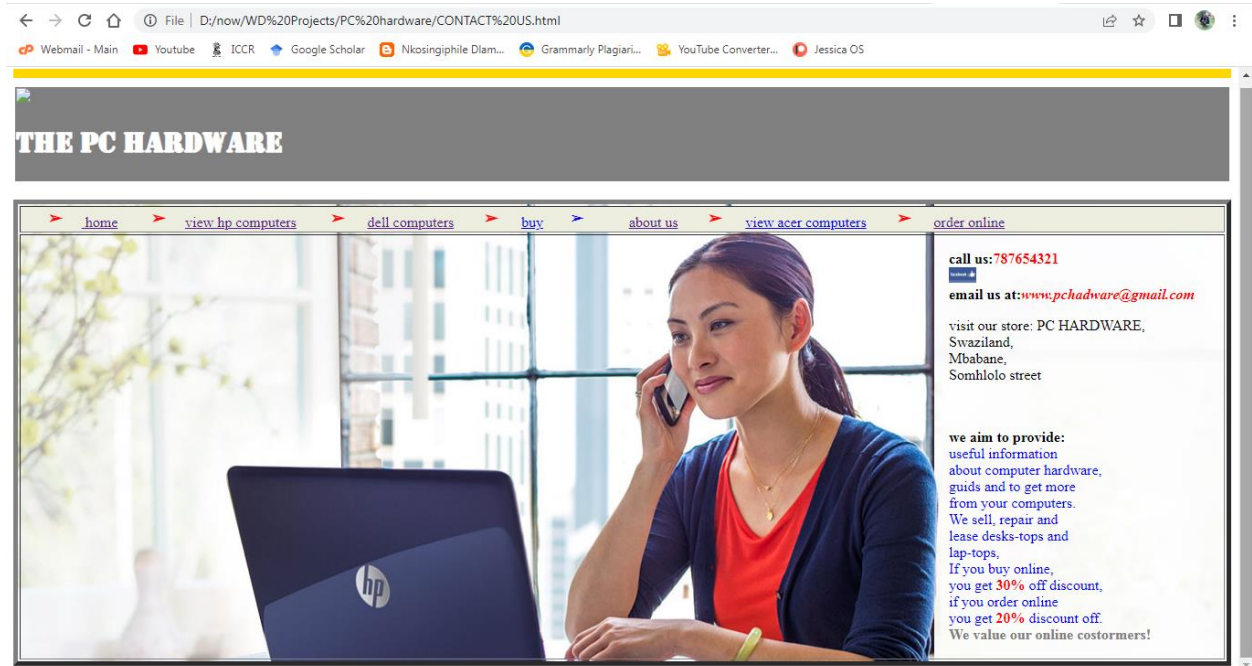 File | D:/now/WD%20Projects/PC%20hardware/CONTACT%20US.html
Webmail - Main Youtube ICCR Google Scholar Nkosingiphile Dlam... Grammarly Plagiari... YouTube Converter... Jessica OS
THE PC HARDWARE
➢ home ➢ view hp computers ➢ dell computers ➢ buy ➢ about us ➢ view acer computers ➢ order online
call us:787654321
facebook
email us at:www.pchadware@gmail.com
visit our store: PC HARDWARE,
Swaziland,
Mbabane,
Somhlolo street
we aim to provide:
useful information
about computer hardware,
guids and to get more
from your computers.
We sell, repair and
lease desks-tops and
lap-tops,
If you buy online,
you get 30% off discount,
if you order online
you get 20% discount off.
We value our online costormers!
hp